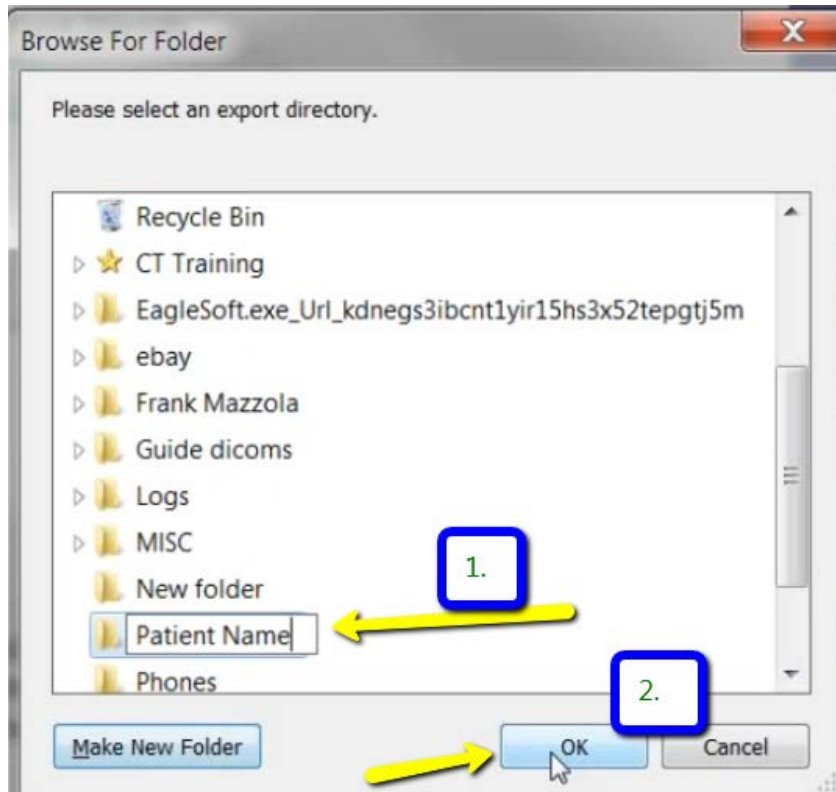 Browse For Folder
X
Please select an export directory.
Recycle Bin
CT Training
EagleSoft.exe_Url_kdnegs3ibcnt1yir15hs3x52tepgtj5m
ebay
Frank Mazzola
Guide dicoms
Logs
MISC
1.
New folder
Patient Name
Phones
2.
Make New Folder
OK
Cancel